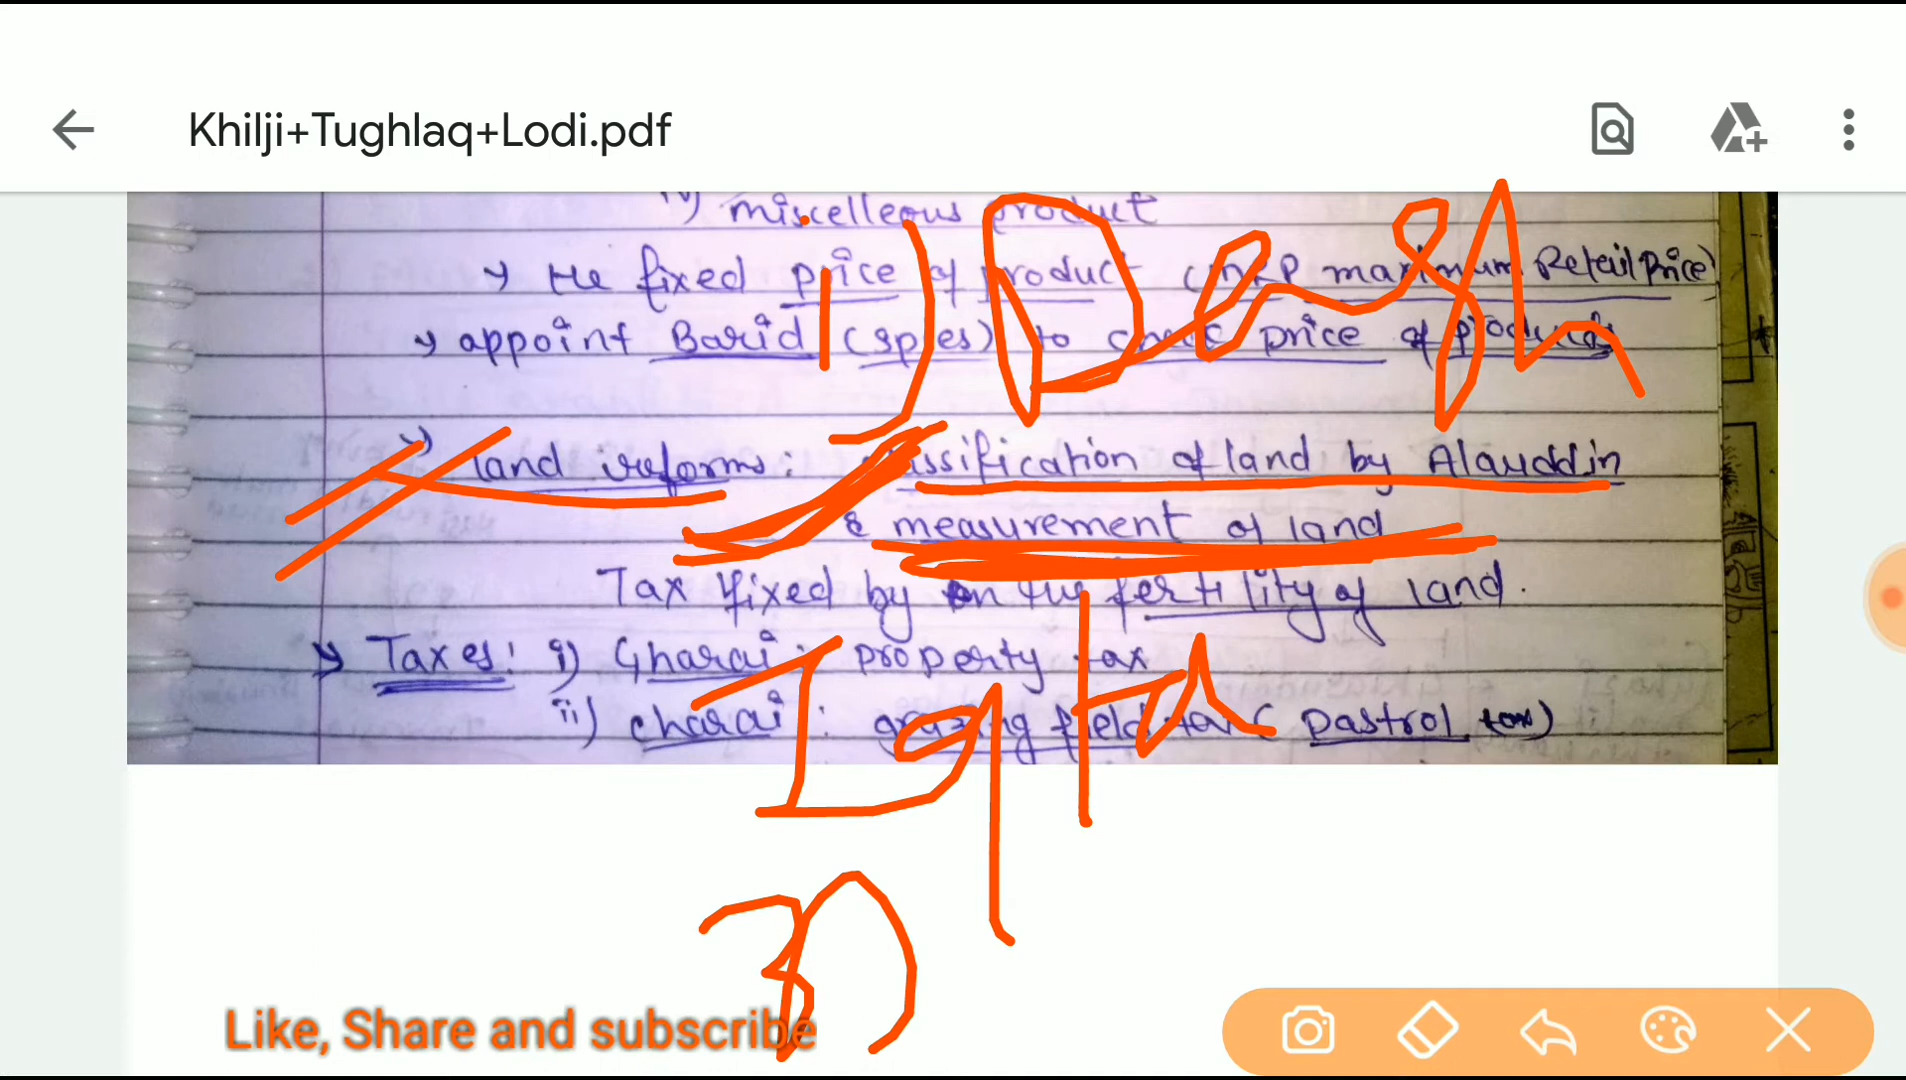 Khilji+Tughlaq+Lodi.pdf
iv) miscelleous product
→ He fixed price of product (MRP maximum Retail Price)
→ appoint Barid (spies) to check price of products
1) Desh
→ land reforms: classification of land by Alauddin
& measurement of land
Tax fixed by on the fertility of land.
→ Taxes: i) Gharai: property tax
ii) charai: grazing field tax (pastrol tax)
Iqta
30
Like, Share and subscribe